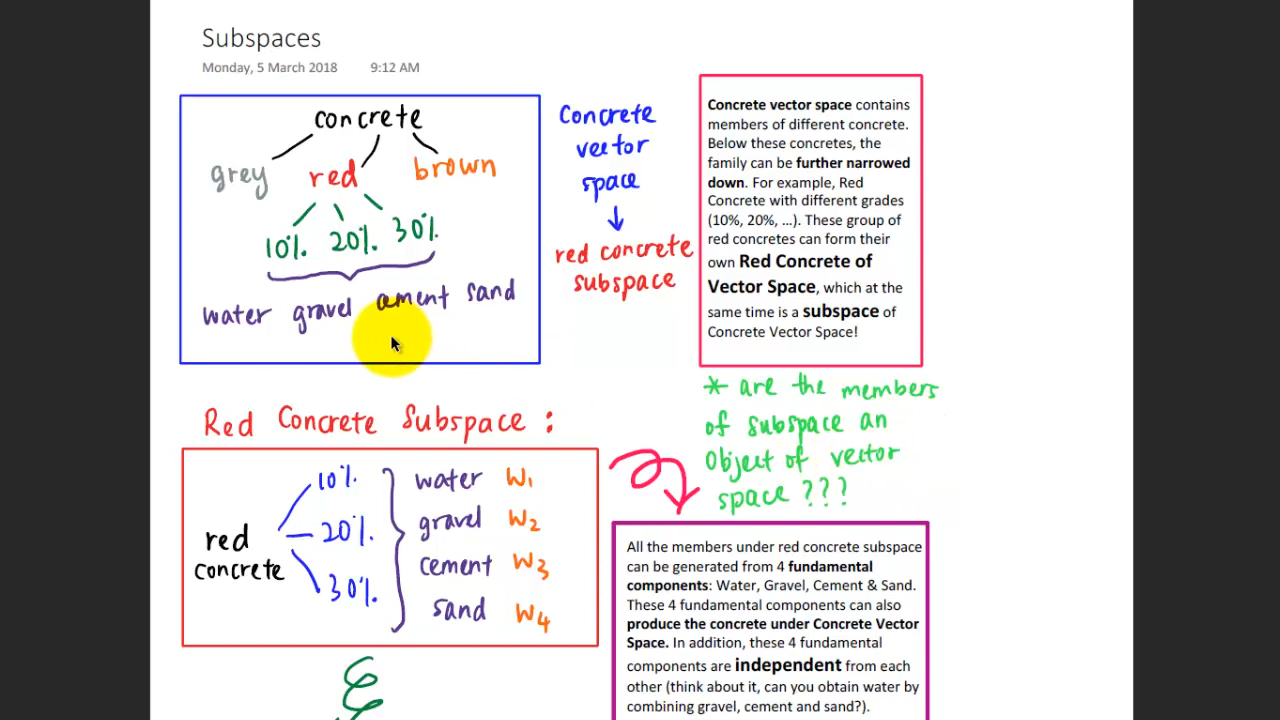 Subspaces
Monday, 5 March 2018 9:12 AM
concrete
grey red brown
10% 20% 30%
water gravel cement sand
Concrete
vector
space
red concrete
subspace
Concrete vector space contains
members of different concrete.
Below these concretes, the
family can be further narrowed
down. For example, Red
Concrete with different grades
(10%, 20%, ...). These group of
red concretes can form their
own Red Concrete of
Vector Space, which at the
same time is a subspace of
Concrete Vector Space!
* are the members
of subspace an
object of vector
space ???
Red Concrete Subspace :
red
concrete
10%
20%
30%
water W1
gravel W2
cement W3
sand W4
All the members under red concrete subspace
can be generated from 4 fundamental
components: Water, Gravel, Cement & Sand.
These 4 fundamental components can also
produce the concrete under Concrete Vector
Space. In addition, these 4 fundamental
components are independent from each
other (think about it, can you obtain water by
combining gravel, cement and sand?).